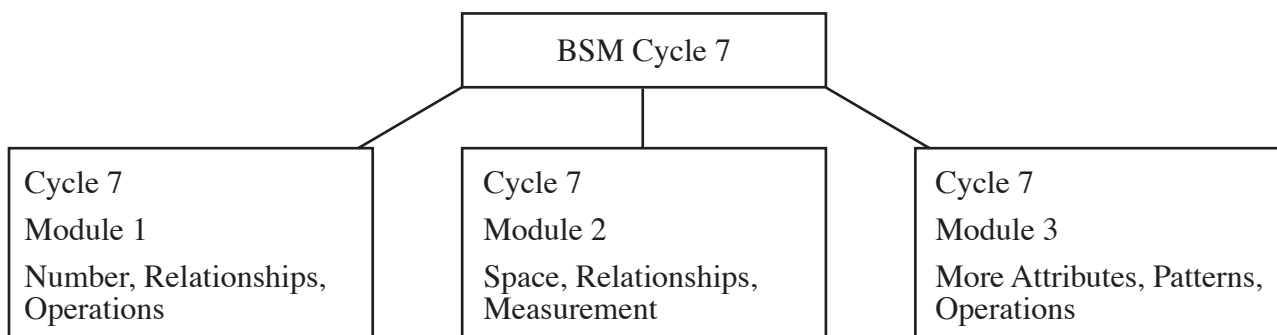 BSM Cycle 7
Cycle 7
Module 1
Number, Relationships,
Operations
Cycle 7
Module 2
Space, Relationships,
Measurement
Cycle 7
Module 3
More Attributes, Patterns,
Operations